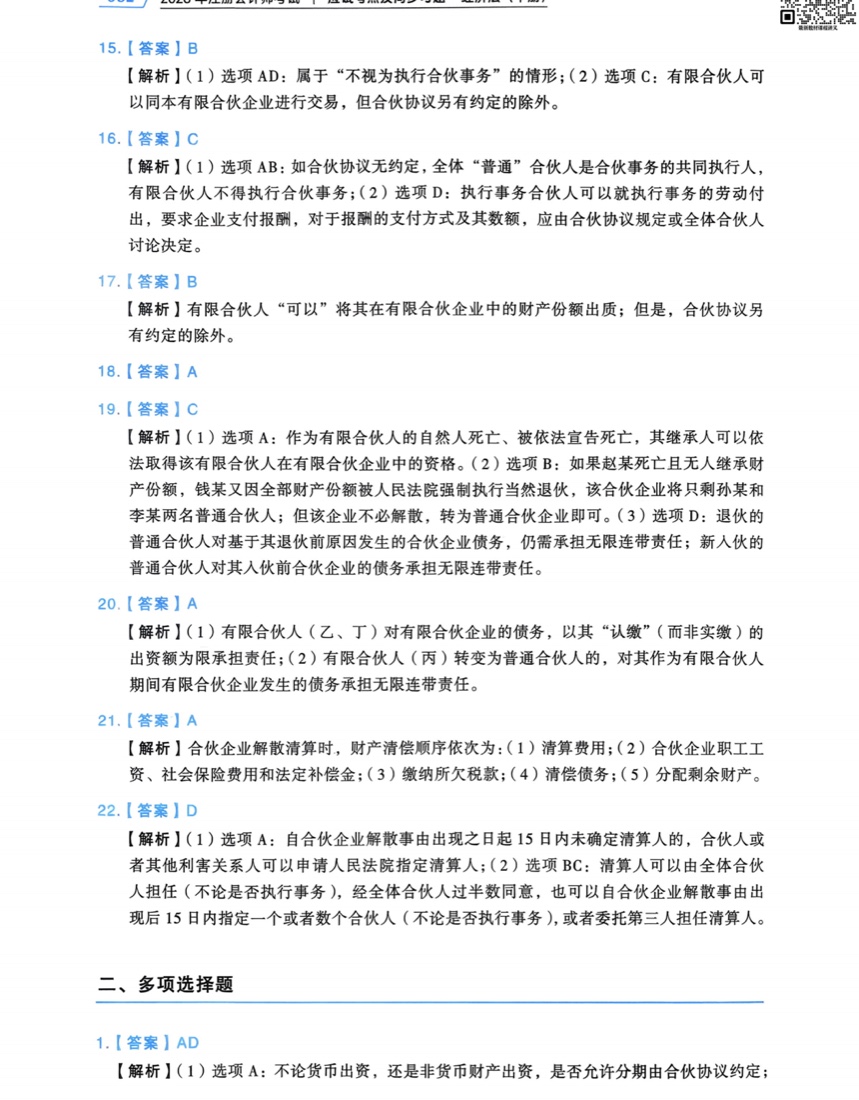 15.【答案】B
【解析】(1)选项AD：属于“不视为执行合伙事务”的情形；(2)选项C：有限合伙人可
以同本有限合伙企业进行交易，但合伙协议另有约定的除外。
16.【答案】C
【解析】(1)选项AB：如合伙协议无约定，全体“普通”合伙人是合伙事务的共同执行人，
有限合伙人不得执行合伙事务；(2)选项D：执行事务合伙人可以就执行事务的劳动付
出，要求企业支付报酬，对于报酬的支付方式及其数额，应由合伙协议规定或全体合伙人
讨论决定。
17.【答案】B
【解析】有限合伙人“可以”将其在有限合伙企业中的财产份额出质；但是，合伙协议另
有约定的除外。
18.【答案】A
19.【答案】C
【解析】(1)选项A：作为有限合伙人的自然人死亡、被依法宣告死亡，其继承人可以依
法取得该有限合伙人在有限合伙企业中的资格。(2)选项B：如果赵某死亡且无人继承财
产份额，钱某又因全部财产份额被人民法院强制执行当然退伙，该合伙企业将只剩孙某和
李某两名普通合伙人；但该企业不必解散，转为普通合伙企业即可。(3)选项D：退伙的
普通合伙人对基于其退伙前原因发生的合伙企业债务，仍需承担无限连带责任；新入伙的
普通合伙人对其入伙前合伙企业的债务承担无限连带责任。
20.【答案】A
【解析】(1)有限合伙人(乙、丁)对有限合伙企业的债务，以其“认缴”(而非实缴)的
出资额为限承担责任；(2)有限合伙人(丙)转变为普通合伙人的，对其作为有限合伙人
期间有限合伙企业发生的债务承担无限连带责任。
21.【答案】A
【解析】合伙企业解散清算时，财产清偿顺序依次为：(1)清算费用；(2)合伙企业职工工
资、社会保险费用和法定补偿金；(3)缴纳所欠税款；(4)清偿债务；(5)分配剩余财产。
22.【答案】D
【解析】(1)选项A：自合伙企业解散事由出现之日起15日内未确定清算人的，合伙人或
者其他利害关系人可以申请人民法院指定清算人；(2)选项BC：清算人可以由全体合伙
人担任(不论是否执行事务)，经全体合伙人过半数同意，也可以自合伙企业解散事由出
现后15日内指定一个或者数个合伙人(不论是否执行事务)，或者委托第三人担任清算人。
二、多项选择题
1.【答案】AD
【解析】(1)选项A：不论货币出资，还是非货币财产出资，是否允许分期由合伙协议约定；